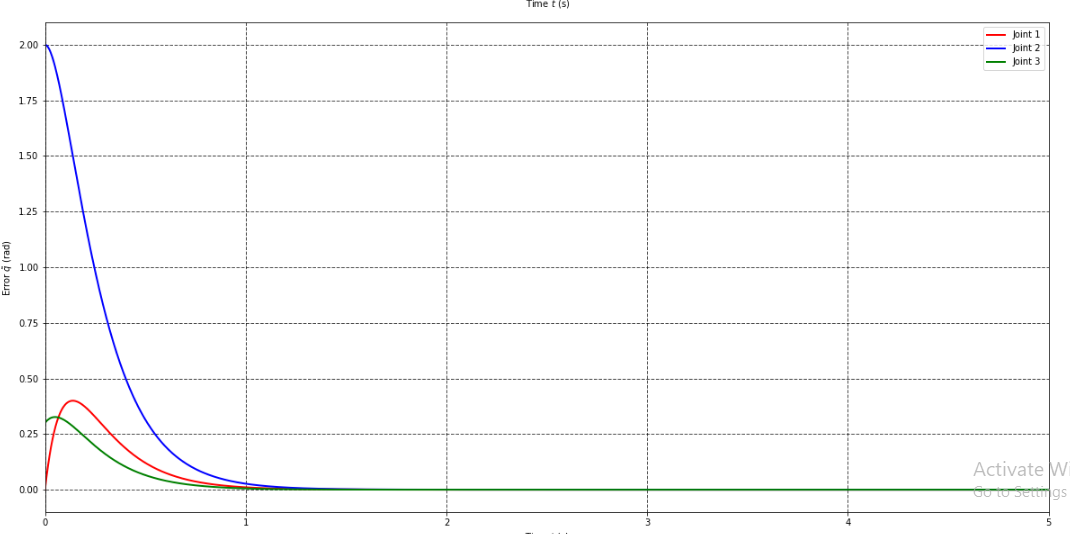 Time t (s)
Joint 1
Joint 2
Joint 3
2.00
1.75
1.50
1.25
1.00
0.75
0.50
0.25
0.00
Error q̃ (rad)
0 1 2 3 4 5
Activate Wi
Go to Settings